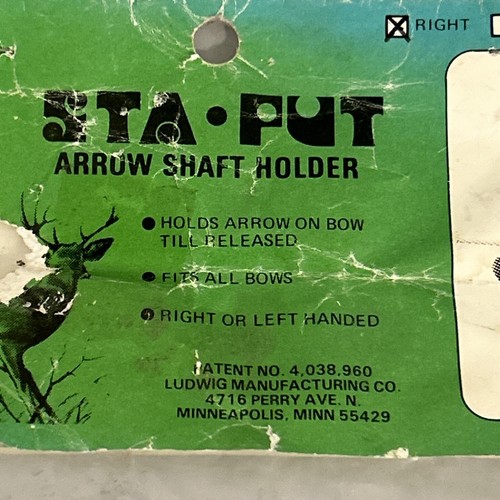 RIGHT
STA•PUT
ARROW SHAFT HOLDER
● HOLDS ARROW ON BOW
TILL RELEASED
● FITS ALL BOWS
● RIGHT OR LEFT HANDED
PATENT NO. 4,038,960
LUDWIG MANUFACTURING CO.
4716 PERRY AVE. N.
MINNEAPOLIS, MINN 55429